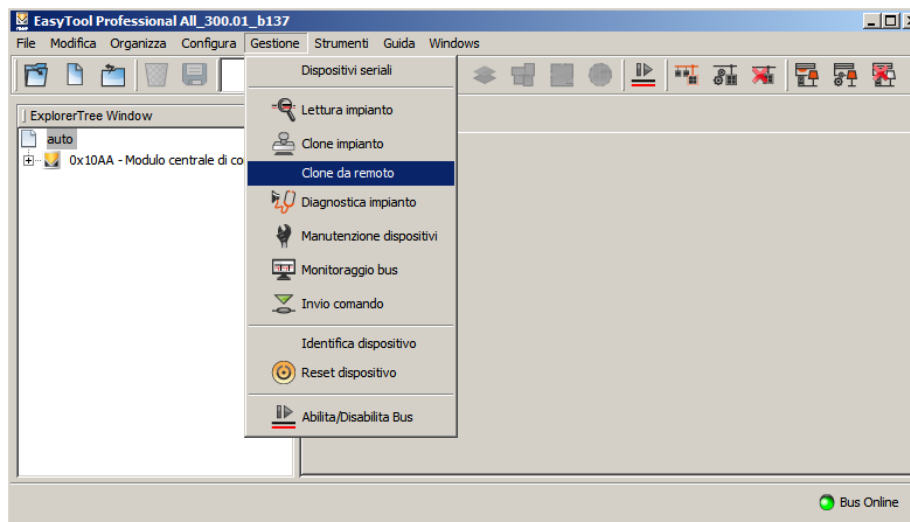 EasyTool Professional All_300.01_b137
File Modifica Organizza Configura Gestione Strumenti Guida Windows
Dispositivi seriali
ExplorerTree Window
Lettura impianto
auto
Clone impianto
0x10AA - Modulo centrale di co
Clone da remoto
Diagnostica impianto
Manutenzione dispositivi
Monitoraggio bus
Invio comando
Identifica dispositivo
Reset dispositivo
Abilita/Disabilita Bus
Bus Online